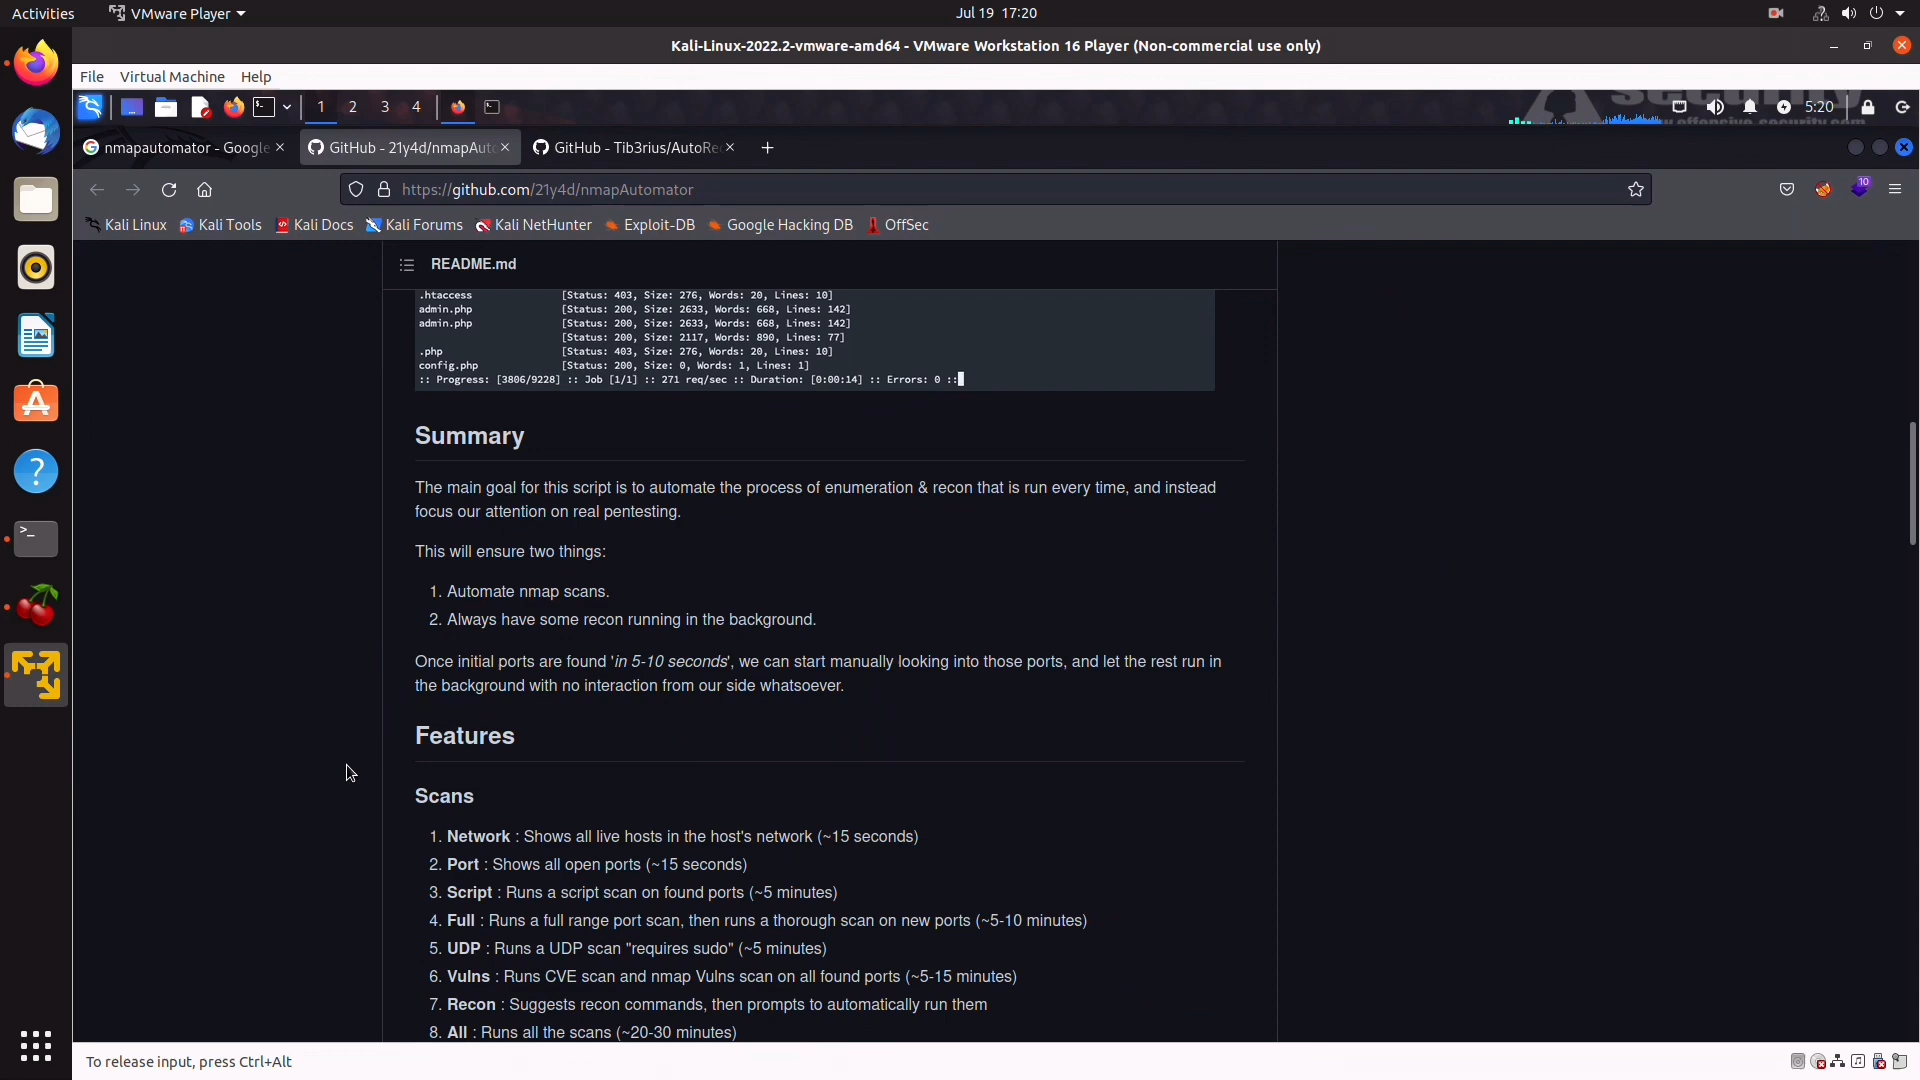 Activities VMware Player Jul 19 17:20
Kali-Linux-2022.2-vmware-amd64 - VMware Workstation 16 Player (Non-commercial use only)
File Virtual Machine Help
1 2 3 4 5:20
nmapautomator - Google GitHub - 21y4d/nmapAuto GitHub - Tib3rius/AutoRec
https://github.com/21y4d/nmapAutomator 10
Kali Linux Kali Tools Kali Docs Kali Forums Kali NetHunter Exploit-DB Google Hacking DB OffSec
README.md
.htaccess [Status: 403, Size: 276, Words: 20, Lines: 10]
admin.php [Status: 200, Size: 2633, Words: 668, Lines: 142]
admin.php [Status: 200, Size: 2633, Words: 668, Lines: 142]
[Status: 200, Size: 2117, Words: 890, Lines: 77]
.php [Status: 403, Size: 276, Words: 20, Lines: 10]
config.php [Status: 200, Size: 0, Words: 1, Lines: 1]
:: Progress: [3806/9228] :: Job [1/1] :: 271 req/sec :: Duration: [0:00:14] :: Errors: 0 ::
Summary
The main goal for this script is to automate the process of enumeration & recon that is run every time, and instead
focus our attention on real pentesting.
This will ensure two things:
1. Automate nmap scans.
2. Always have some recon running in the background.
Once initial ports are found 'in 5-10 seconds', we can start manually looking into those ports, and let the rest run in
the background with no interaction from our side whatsoever.
Features
Scans
1. Network : Shows all live hosts in the host's network (~15 seconds)
2. Port : Shows all open ports (~15 seconds)
3. Script : Runs a script scan on found ports (~5 minutes)
4. Full : Runs a full range port scan, then runs a thorough scan on new ports (~5-10 minutes)
5. UDP : Runs a UDP scan "requires sudo" (~5 minutes)
6. Vulns : Runs CVE scan and nmap Vulns scan on all found ports (~5-15 minutes)
7. Recon : Suggests recon commands, then prompts to automatically run them
8. All : Runs all the scans (~20-30 minutes)
To release input, press Ctrl+Alt